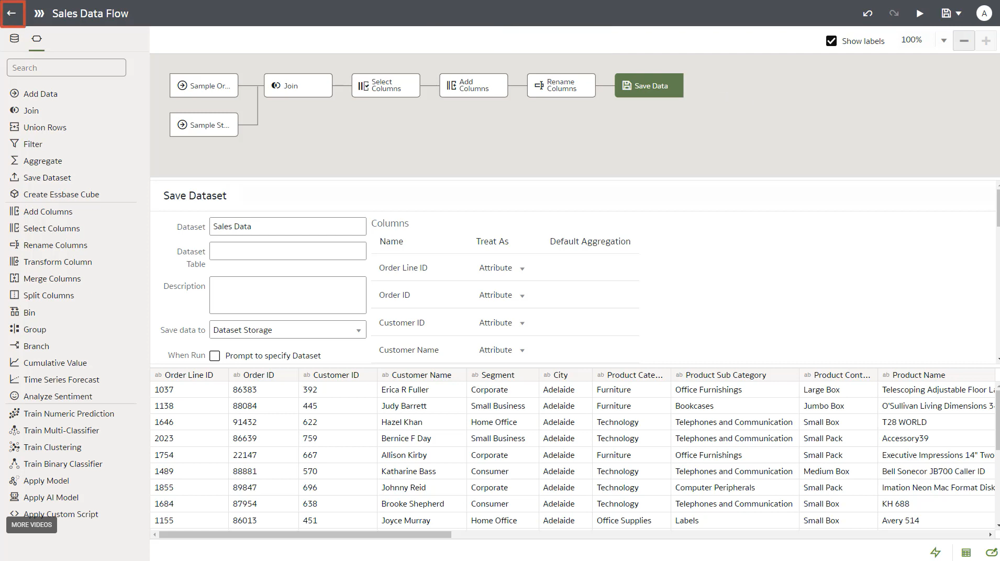 Sales Data Flow
A
Show labels
100%
Search
Add Data
Join
Union Rows
Filter
Aggregate
Save Dataset
Create Essbase Cube
Add Columns
Select Columns
Rename Columns
Transform Column
Merge Columns
Split Columns
Bin
Group
Branch
Cumulative Value
Time Series Forecast
Analyze Sentiment
Train Numeric Prediction
Train Multi-Classifier
Train Clustering
Train Binary Classifier
Apply Model
Apply AI Model
Apply Custom Script
MORE VIDEOS
Sample Or...
Join
Select
Columns
Add
Columns
Rename
Columns
Save Data
Sample St...
Save Dataset
Dataset Sales Data
Dataset
Table
Description
Save data to Dataset Storage
When Run Prompt to specify Dataset
Columns
Name Treat As Default Aggregation
Order Line ID Attribute
Order ID Attribute
Customer ID Attribute
Customer Name Attribute
ab Order Line ID ab Order ID ab Customer ID ab Customer Name ab Segment ab City ab Product Cate... ab Product Sub Category ab Product Cont... ab Product Name
1037 86383 392 Erica R Fuller Corporate Adelaide Furniture Office Furnishings Large Box Telescoping Adjustable Floor La
1138 88084 445 Judy Barrett Small Business Adelaide Furniture Bookcases Jumbo Box O'Sullivan Living Dimensions 3-
1646 91432 622 Hazel Khan Home Office Adelaide Technology Telephones and Communication Small Box T28 WORLD
2023 86639 759 Bernice F Day Small Business Adelaide Technology Telephones and Communication Small Pack Accessory39
1754 22147 667 Allison Kirby Corporate Adelaide Furniture Office Furnishings Small Pack Executive Impressions 14" Two
1489 88881 570 Katharine Bass Consumer Adelaide Technology Telephones and Communication Medium Box Bell Sonecor JB700 Caller ID
1855 89847 696 Johnny Reid Corporate Adelaide Technology Computer Peripherals Small Pack Imation Neon Mac Format Disk
1684 87954 638 Brooke Shepherd Consumer Adelaide Technology Telephones and Communication Small Box KH 688
1155 86013 451 Joyce Murray Home Office Adelaide Office Supplies Labels Small Box Avery 514